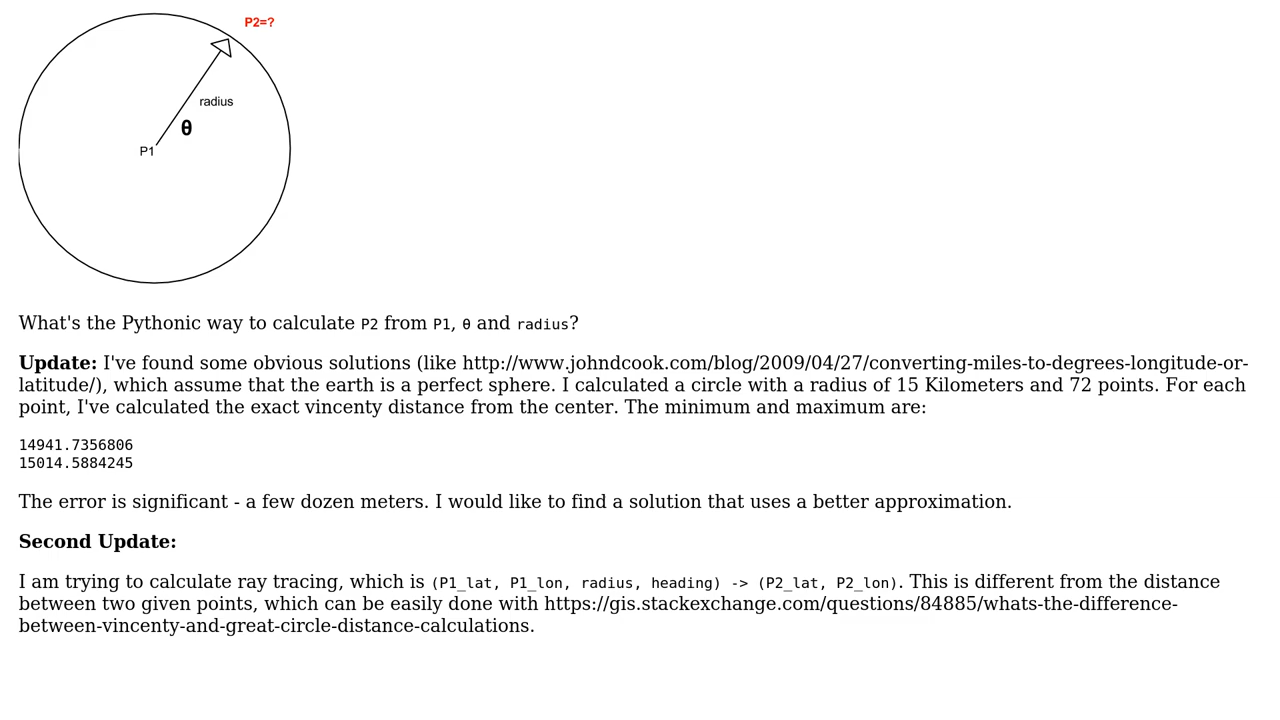 P2=?
radius
θ
P1
What's the Pythonic way to calculate P2 from P1, θ and radius?
Update: I've found some obvious solutions (like http://www.johndcook.com/blog/2009/04/27/converting-miles-to-degrees-longitude-or-
latitude/), which assume that the earth is a perfect sphere. I calculated a circle with a radius of 15 Kilometers and 72 points. For each
point, I've calculated the exact vincenty distance from the center. The minimum and maximum are:
14941.7356806
15014.5884245
The error is significant - a few dozen meters. I would like to find a solution that uses a better approximation.
Second Update:
I am trying to calculate ray tracing, which is (P1_lat, P1_lon, radius, heading) -> (P2_lat, P2_lon). This is different from the distance
between two given points, which can be easily done with https://gis.stackexchange.com/questions/84885/whats-the-difference-
between-vincenty-and-great-circle-distance-calculations.